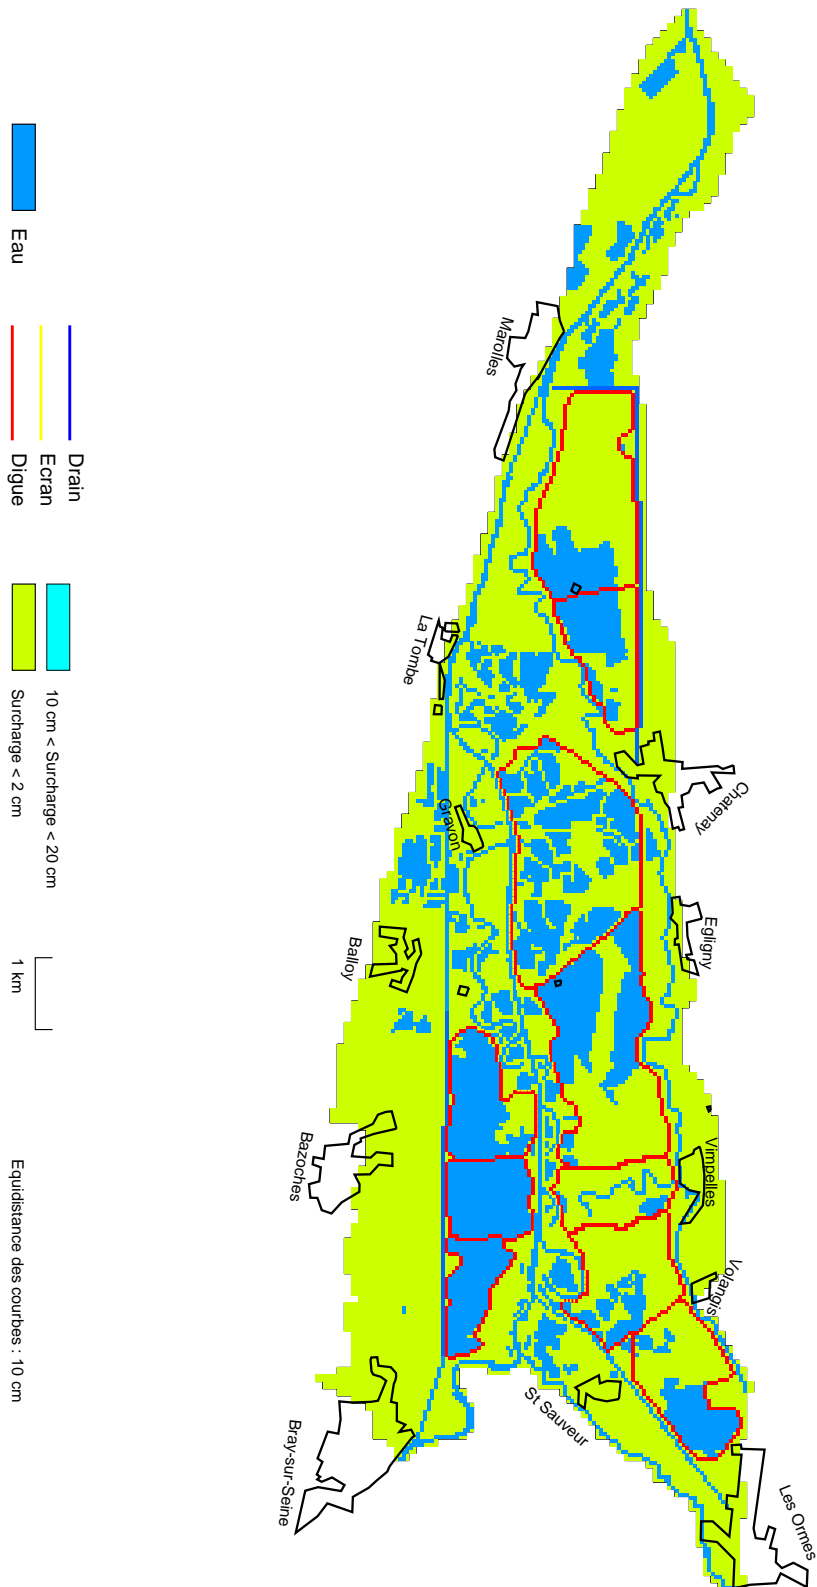 Marolles
La Tombe
Chatenay
Gravon
Egligny
Balloy
Vimpelles
Bazoches
Volangis
St Sauveur
Bray-sur-Seine
Les Ormes
Eau
Drain
Ecran
Digue
10 cm < Surcharge < 20 cm
Surcharge < 2 cm
1 km
Equidistance des courbes : 10 cm